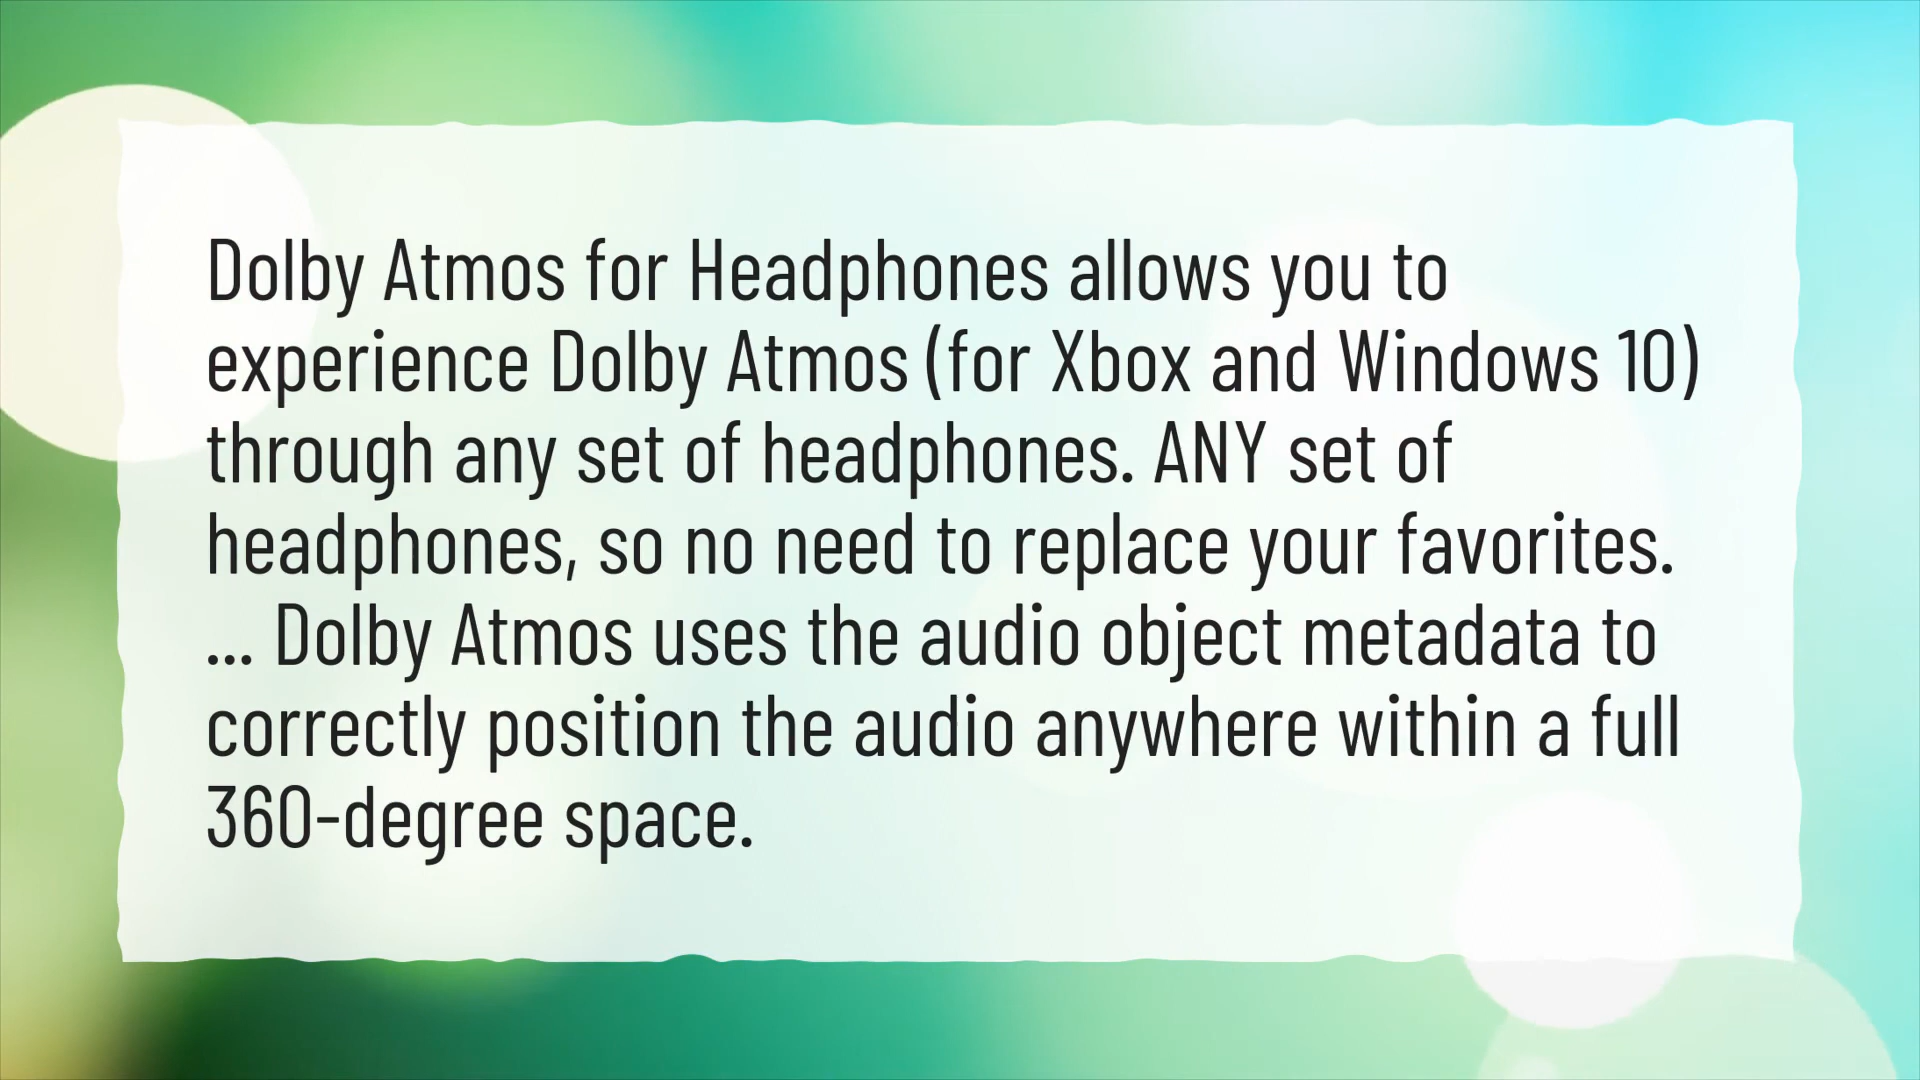 Dolby Atmos for Headphones allows you to
experience Dolby Atmos (for Xbox and Windows 10)
through any set of headphones. ANY set of
headphones, so no need to replace your favorites.
... Dolby Atmos uses the audio object metadata to
correctly position the audio anywhere within a full
360-degree space.